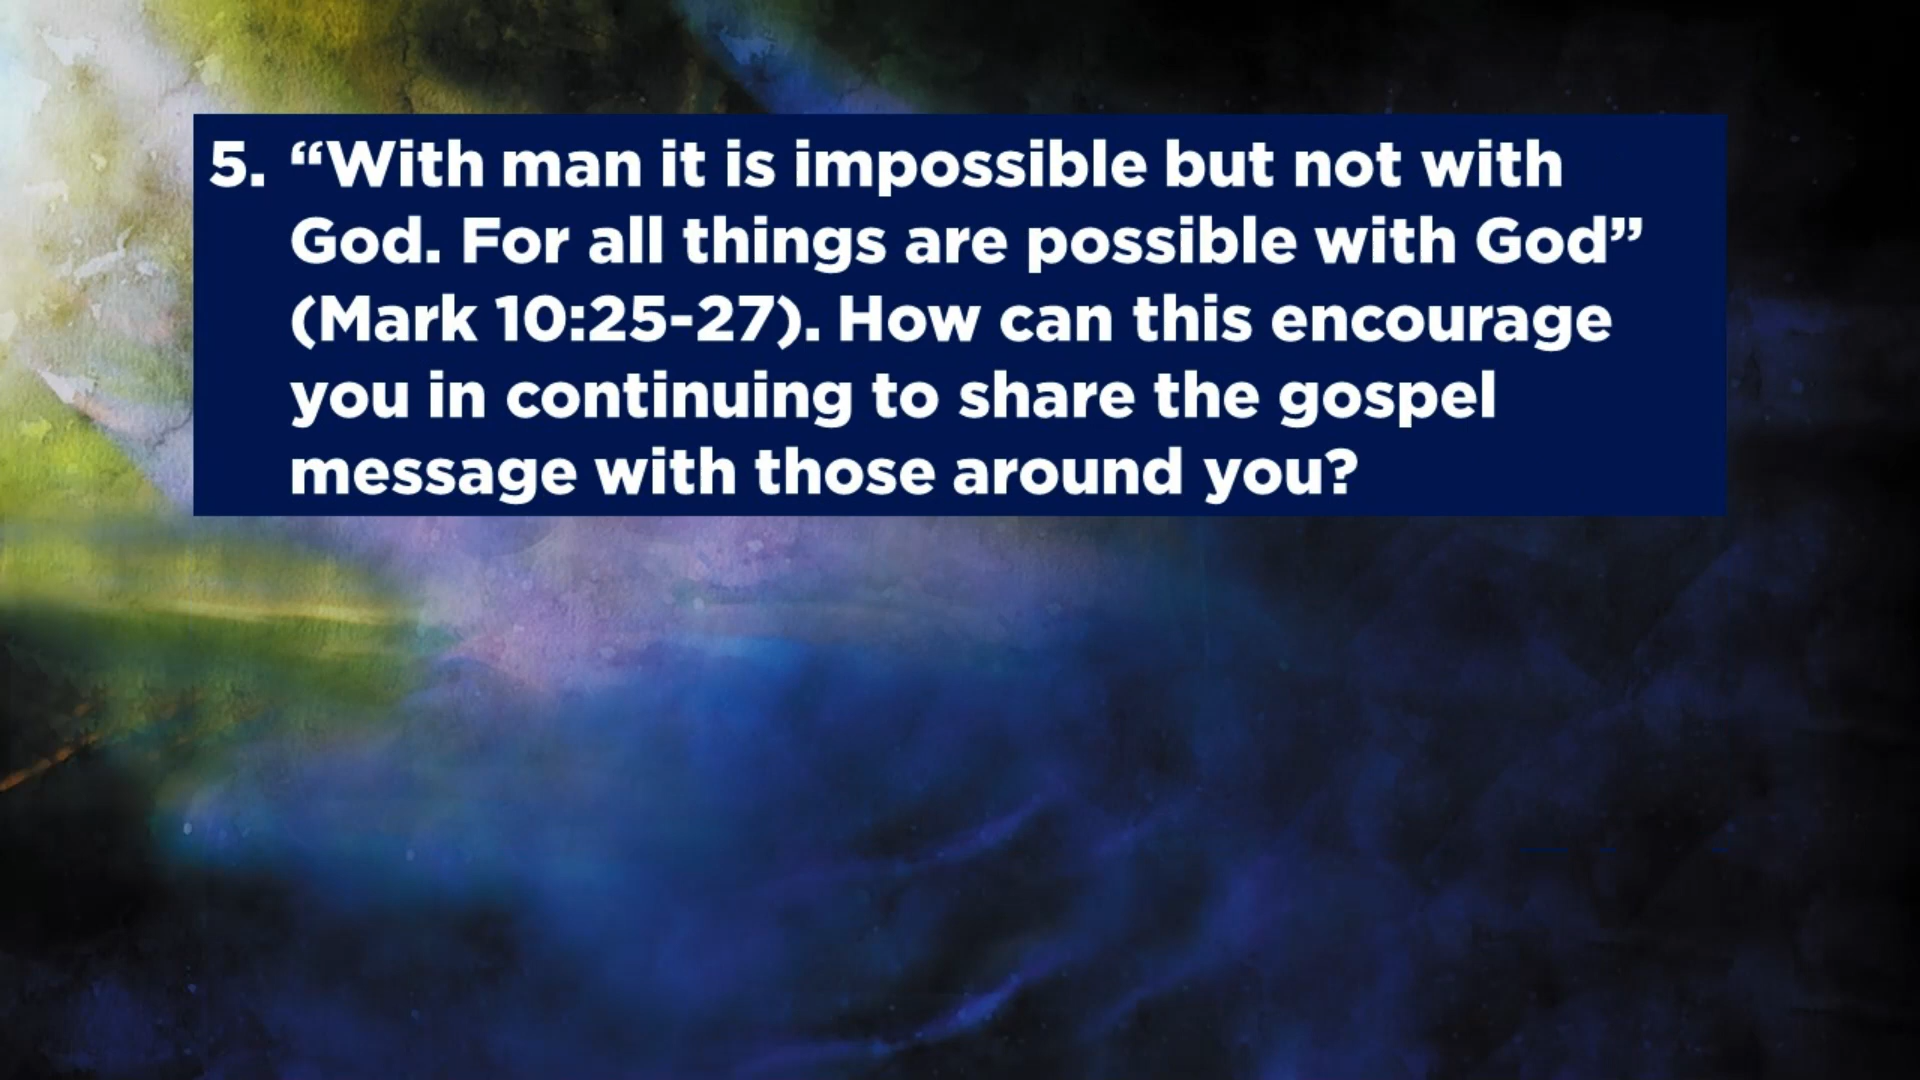 5. “With man it is impossible but not with
God. For all things are possible with God”
(Mark 10:25-27). How can this encourage
you in continuing to share the gospel
message with those around you?